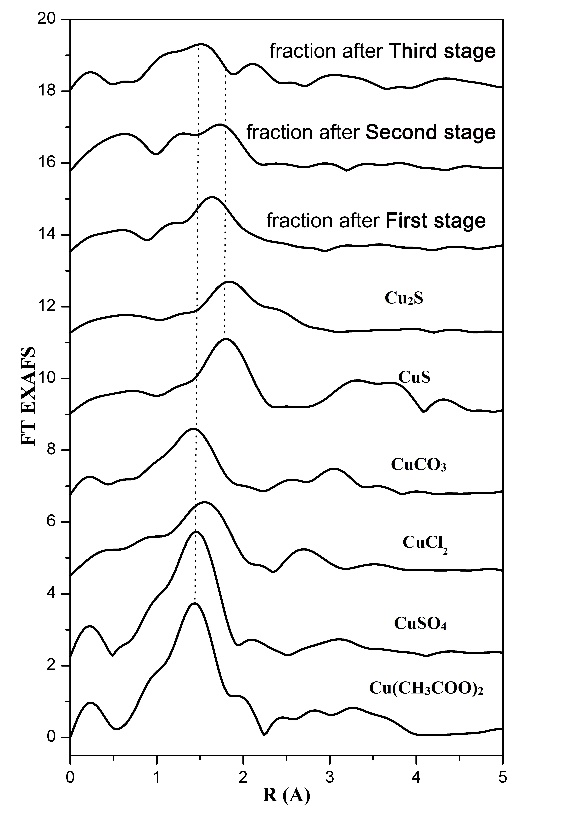 20
fraction after Third stage
18
fraction after Second stage
16
fraction after First stage
14
Cu₂S
12
CuS
10
CuCO₃
8
CuCl₂
6
CuSO₄
4
Cu(CH₃COO)₂
2
0
FT EXAFS
0 1 2 3 4 5
R (A)